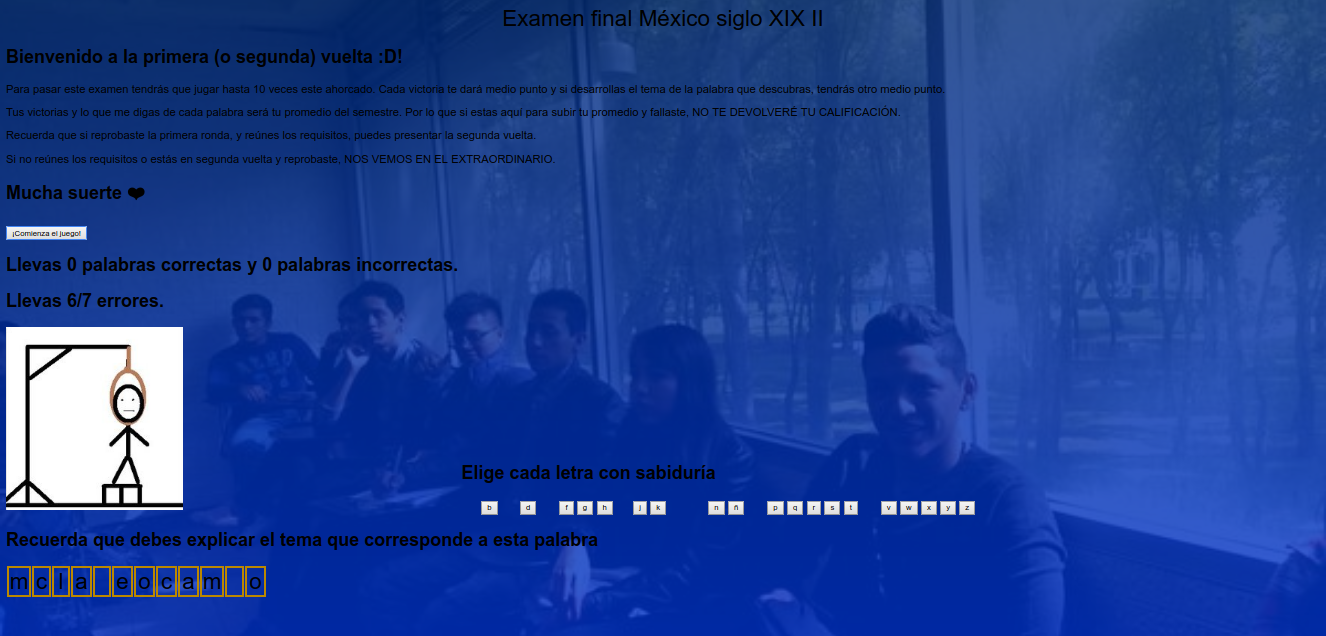 Examen final México siglo XIX II
Bienvenido a la primera (o segunda) vuelta :D!
Para pasar este examen tendrás que jugar hasta 10 veces este ahorcado. Cada victoria te dará medio punto y si desarrollas el tema de la palabra que descubras, tendrás otro medio punto.
Tus victorias y lo que me digas de cada palabra será tu promedio del semestre. Por lo que si estas aquí para subir tu promedio y fallaste, NO TE DEVOLVERÉ TU CALIFICACIÓN.
Recuerda que si reprobaste la primera ronda, y reúnes los requisitos, puedes presentar la segunda vuelta.
Si no reúnes los requisitos o estás en segunda vuelta y reprobaste, NOS VEMOS EN EL EXTRAORDINARIO.
Mucha suerte ❤
¡Comienza el juego!
Llevas 0 palabras correctas y 0 palabras incorrectas.
Llevas 6/7 errores.
Elige cada letra con sabiduría
b d f g h j k n ñ p q r s t v w x y z
Recuerda que debes explicar el tema que corresponde a esta palabra
m c l a e o c a m o